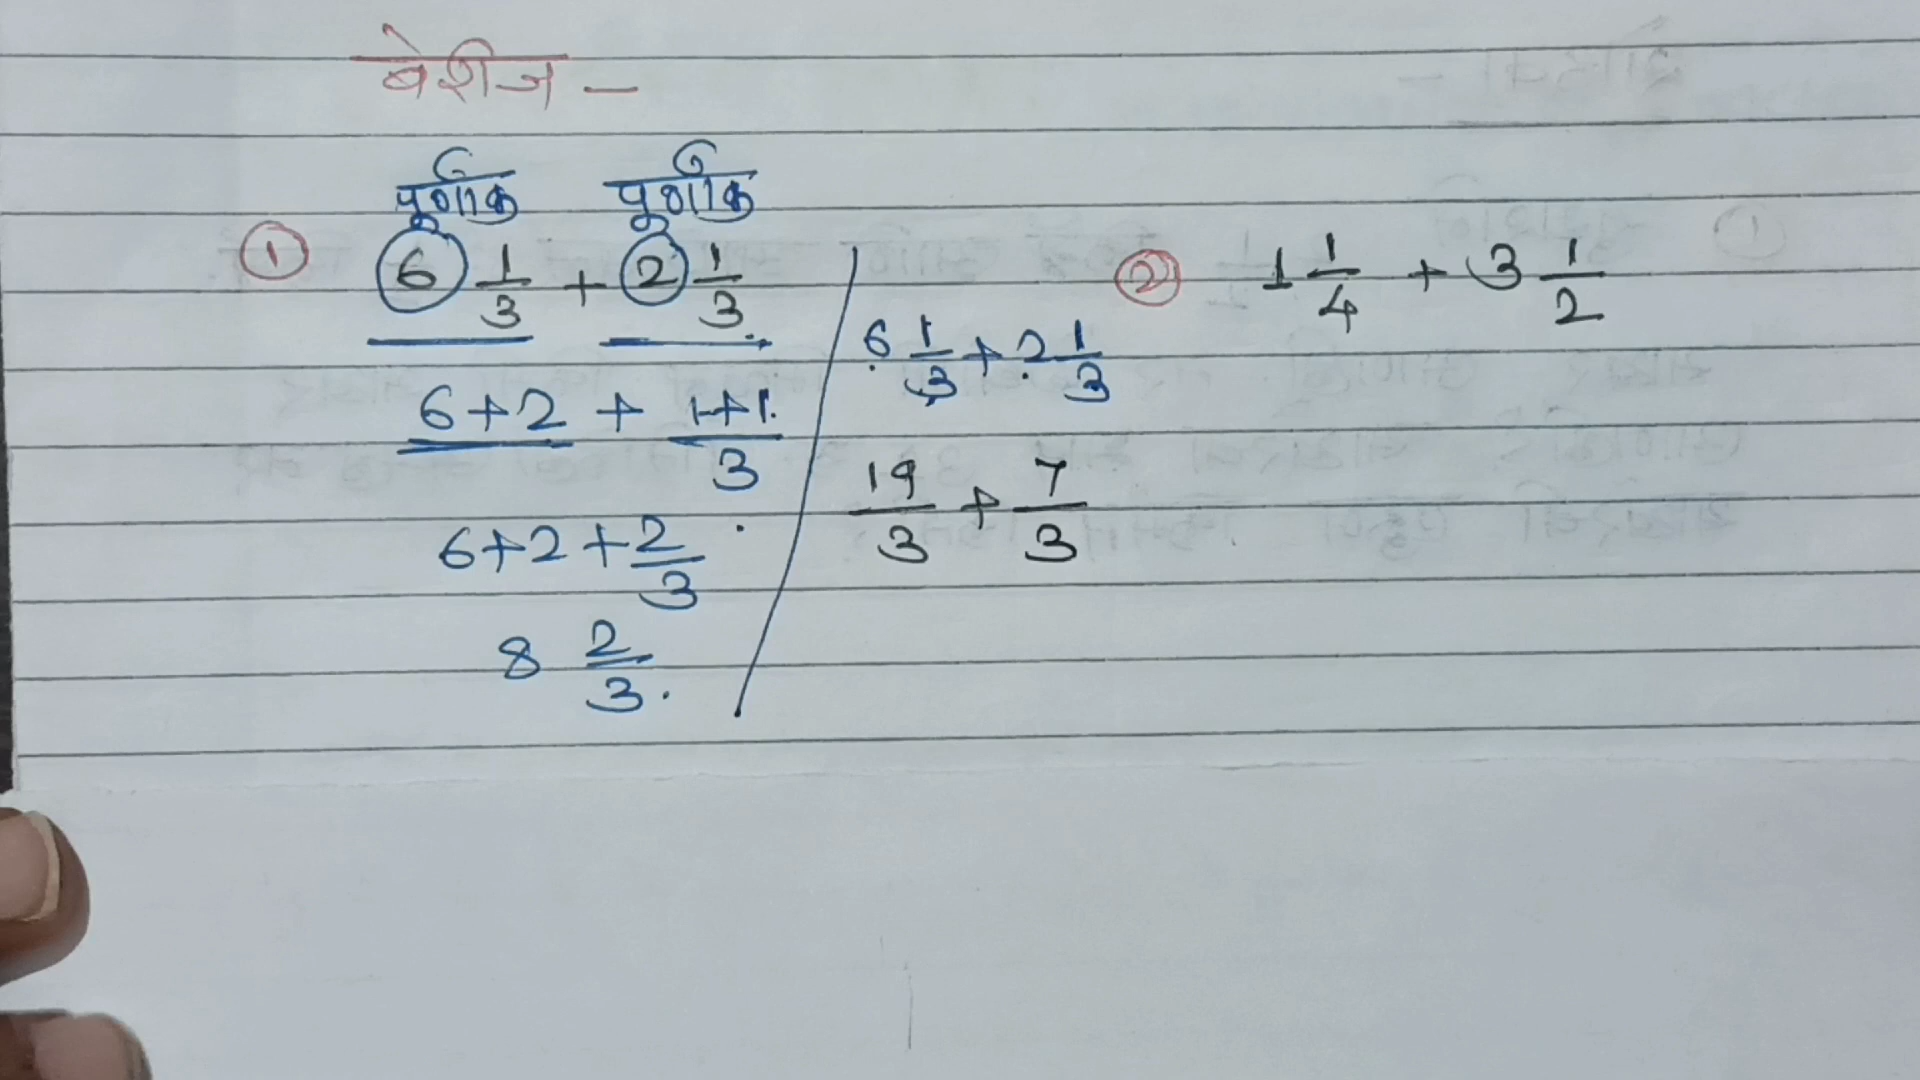 बेरीज -
पूर्णांक पूर्णांक
① 6 1/3 + 2 1/3
6+2 + 1+1/3
6+2+2/3
8 2/3
6 1/3 + 2 1/3
19/3 + 7/3
② 1 1/4 + 3 1/2